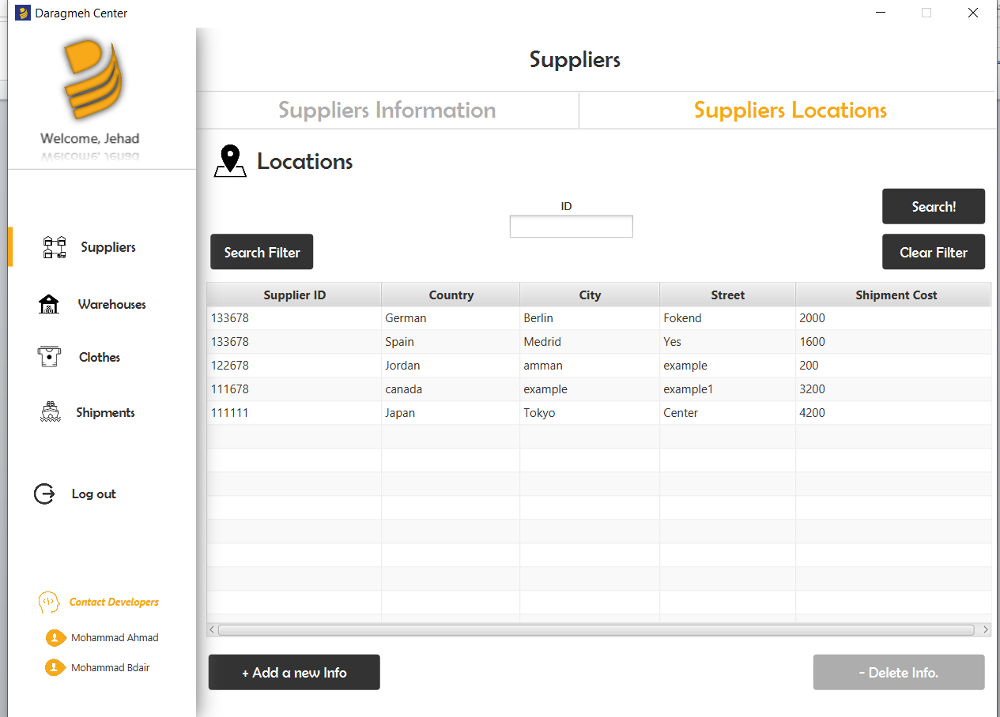 Daragmeh Center
Welcome, Jehad
Suppliers
Warehouses
Clothes
Shipments
Log out
Contact Developers
Mohammad Ahmad
Mohammad Bdair
Suppliers
Suppliers Information Suppliers Locations
Locations
ID
Search!
Search Filter Clear Filter
Supplier ID Country City Street Shipment Cost
133678 German Berlin Fokend 2000
133678 Spain Medrid Yes 1600
122678 Jordan amman example 200
111678 canada example example1 3200
111111 Japan Tokyo Center 4200
+ Add a new Info - Delete Info.